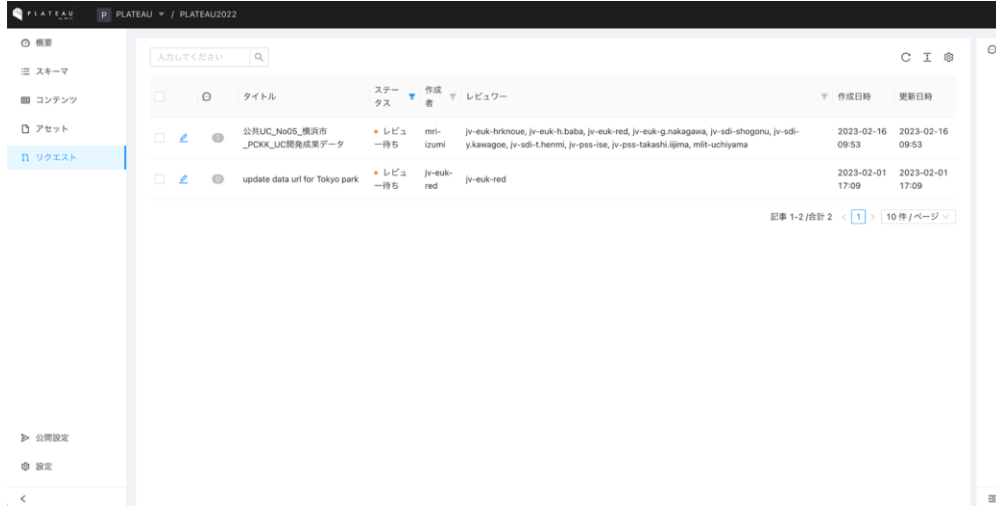 PLATEAU
P PLATEAU / PLATEAU2022
概要
スキーマ
コンテンツ
アセット
リクエスト
公開設定
設定
入力してください
タイトル
ステー
タス
作成
者
レビュワー
作成日時
更新日時
1
公共UC_No05_横浜市
_PCKK_UC開発成果データ
レビュ
ー待ち
mri-
izumi
jv-euk-hrknoue, jv-euk-h.baba, jv-euk-red, jv-euk-g.nakagawa, jv-sdi-shogonu, jv-sdi-
y.kawagoe, jv-sdi-t.henmi, jv-pss-ise, jv-pss-takashi.iijima, mlit-uchiyama
2023-02-16
09:53
2023-02-16
09:53
0
update data url for Tokyo park
レビュ
ー待ち
jv-euk-
red
jv-euk-red
2023-02-01
17:09
2023-02-01
17:09
記事 1-2 /合計 2 < 1 > 10 件 / ページ